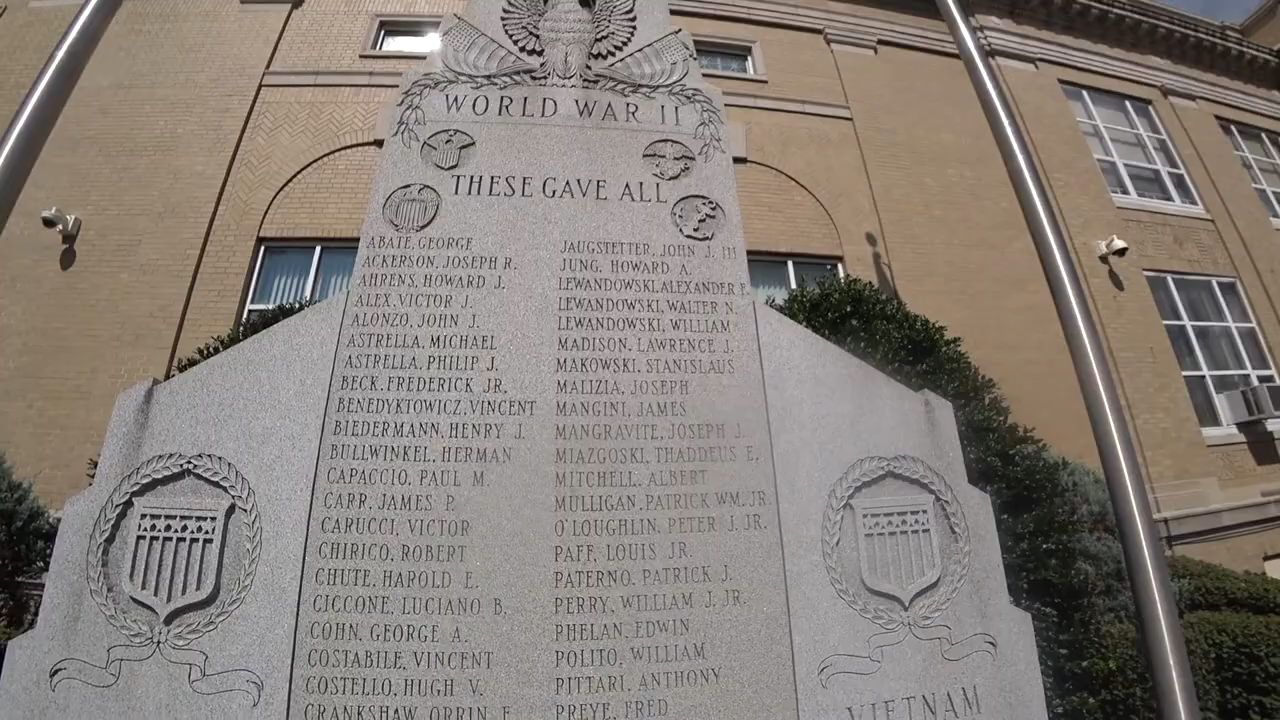 WORLD WAR II
THESE GAVE ALL
ABATE, GEORGE
ACKERSON, JOSEPH R.
AHRENS, HOWARD J.
ALEX, VICTOR J.
ALONZO, JOHN J.
ASTRELLA, MICHAEL
ASTRELLA, PHILIP J.
BECK, FREDERICK JR.
BENEDYKTOWICZ, VINCENT
BIEDERMANN, HENRY J.
BULLWINKEL, HERMAN
CAPACCIO, PAUL M.
CARR, JAMES P.
CARUCCI, VICTOR
CHIRICO, ROBERT
CHUTE, HAROLD E.
CICCONE, LUCIANO B.
COHN, GEORGE A.
COSTABILE, VINCENT
COSTELLO, HUGH V.
CRANKSHAW, ORRIN F.
JAUGSTETTER, JOHN J. III
JUNG, HOWARD A.
LEWANDOWSKI, ALEXANDER F.
LEWANDOWSKI, WALTER N.
LEWANDOWSKI, WILLIAM
MADISON, LAWRENCE J.
MAKOWSKI, STANISLAUS
MALIZIA, JOSEPH
MANGINI, JAMES
MANGRAVITE, JOSEPH J.
MIAZGOSKI, THADDEUS E.
MITCHELL, ALBERT
MULLIGAN, PATRICK WM. JR.
O'LOUGHLIN, PETER J. JR.
PAFF, LOUIS JR.
PATERNO, PATRICK J.
PERRY, WILLIAM J. JR.
PHELAN, EDWIN
POLITO, WILLIAM
PITTARI, ANTHONY
PREYE, FRED
VIETNAM